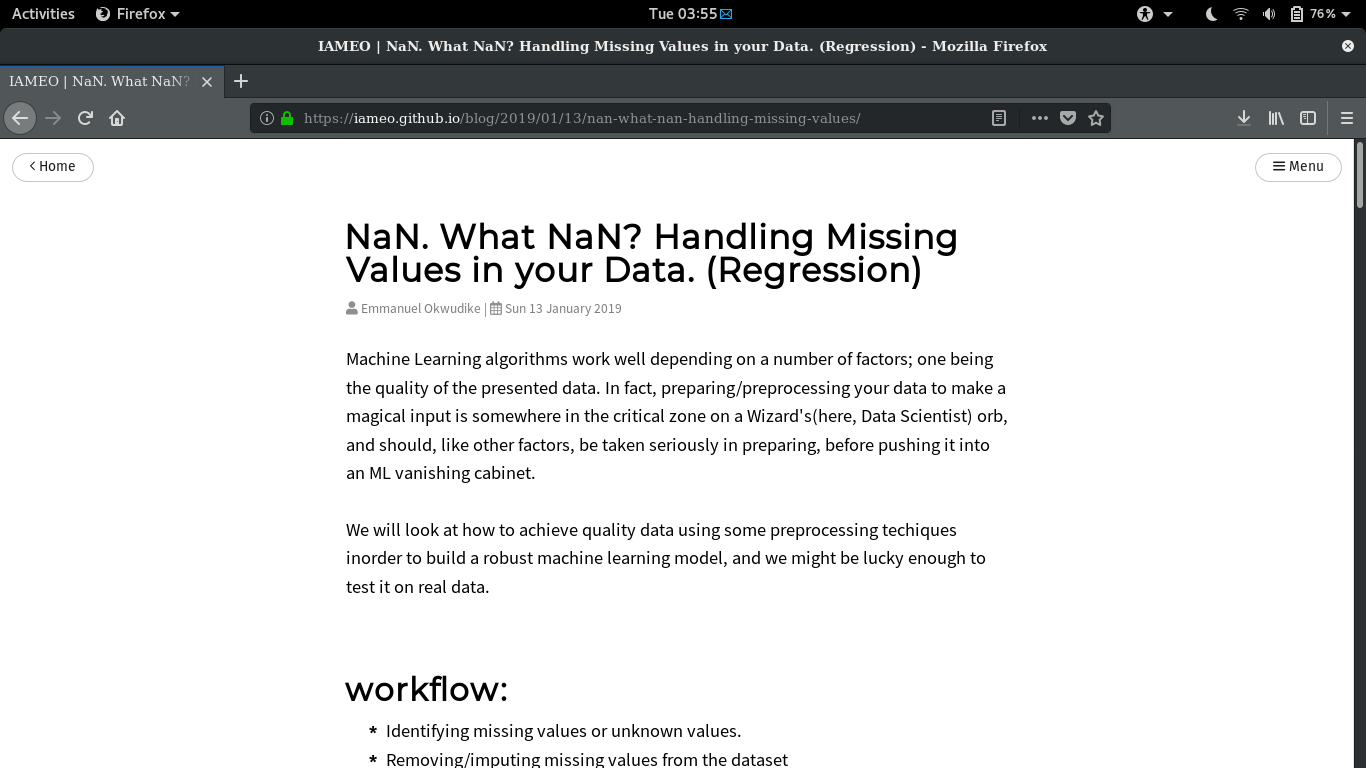 Activities Firefox Tue 03:55 76%
IAMEO | NaN. What NaN? Handling Missing Values in your Data. (Regression) - Mozilla Firefox
IAMEO | NaN. What NaN?
https://iameo.github.io/blog/2019/01/13/nan-what-nan-handling-missing-values/
Home Menu
NaN. What NaN? Handling Missing
Values in your Data. (Regression)
Emmanuel Okwudike | Sun 13 January 2019
Machine Learning algorithms work well depending on a number of factors; one being
the quality of the presented data. In fact, preparing/preprocessing your data to make a
magical input is somewhere in the critical zone on a Wizard's(here, Data Scientist) orb,
and should, like other factors, be taken seriously in preparing, before pushing it into
an ML vanishing cabinet.
We will look at how to achieve quality data using some preprocessing techiques
inorder to build a robust machine learning model, and we might be lucky enough to
test it on real data.
workflow:
* Identifying missing values or unknown values.
* Removing/imputing missing values from the dataset